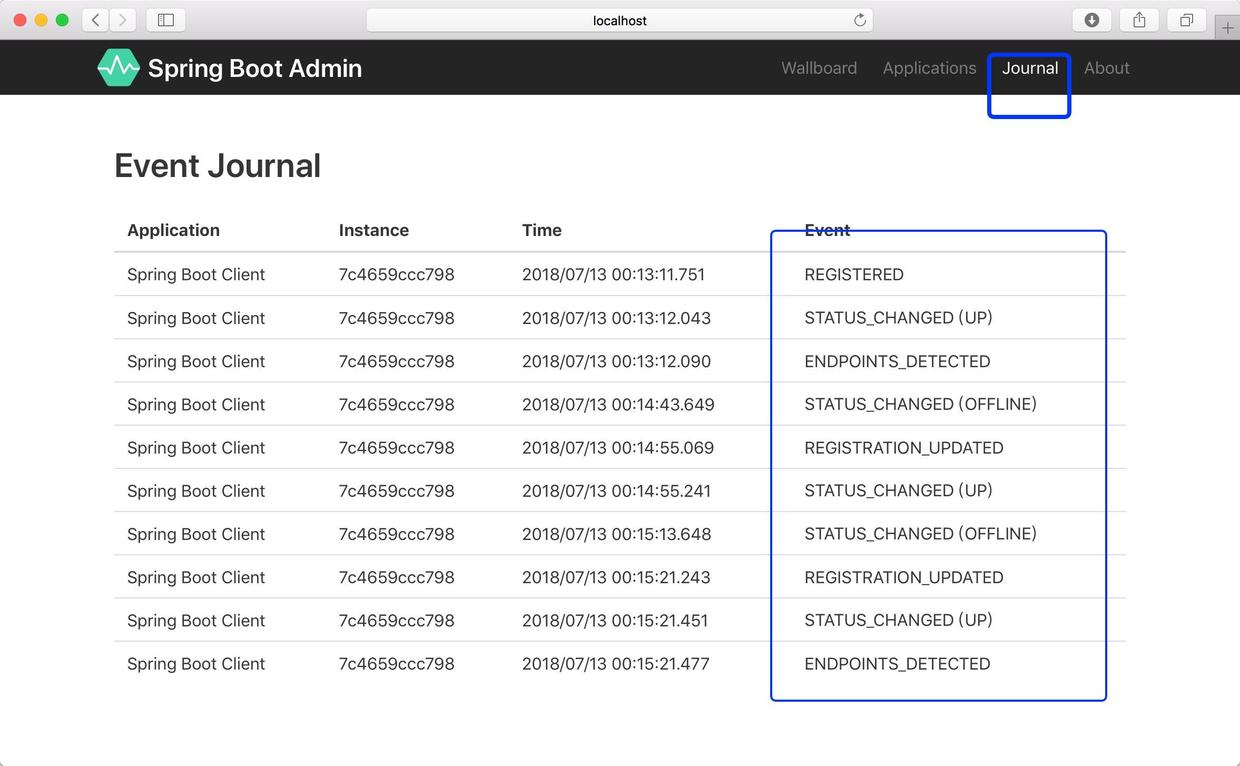 localhost
Spring Boot Admin Wallboard Applications Journal About
Event Journal
Application Instance Time Event
Spring Boot Client 7c4659ccc798 2018/07/13 00:13:11.751 REGISTERED
Spring Boot Client 7c4659ccc798 2018/07/13 00:13:12.043 STATUS_CHANGED (UP)
Spring Boot Client 7c4659ccc798 2018/07/13 00:13:12.090 ENDPOINTS_DETECTED
Spring Boot Client 7c4659ccc798 2018/07/13 00:14:43.649 STATUS_CHANGED (OFFLINE)
Spring Boot Client 7c4659ccc798 2018/07/13 00:14:55.069 REGISTRATION_UPDATED
Spring Boot Client 7c4659ccc798 2018/07/13 00:14:55.241 STATUS_CHANGED (UP)
Spring Boot Client 7c4659ccc798 2018/07/13 00:15:13.648 STATUS_CHANGED (OFFLINE)
Spring Boot Client 7c4659ccc798 2018/07/13 00:15:21.243 REGISTRATION_UPDATED
Spring Boot Client 7c4659ccc798 2018/07/13 00:15:21.451 STATUS_CHANGED (UP)
Spring Boot Client 7c4659ccc798 2018/07/13 00:15:21.477 ENDPOINTS_DETECTED